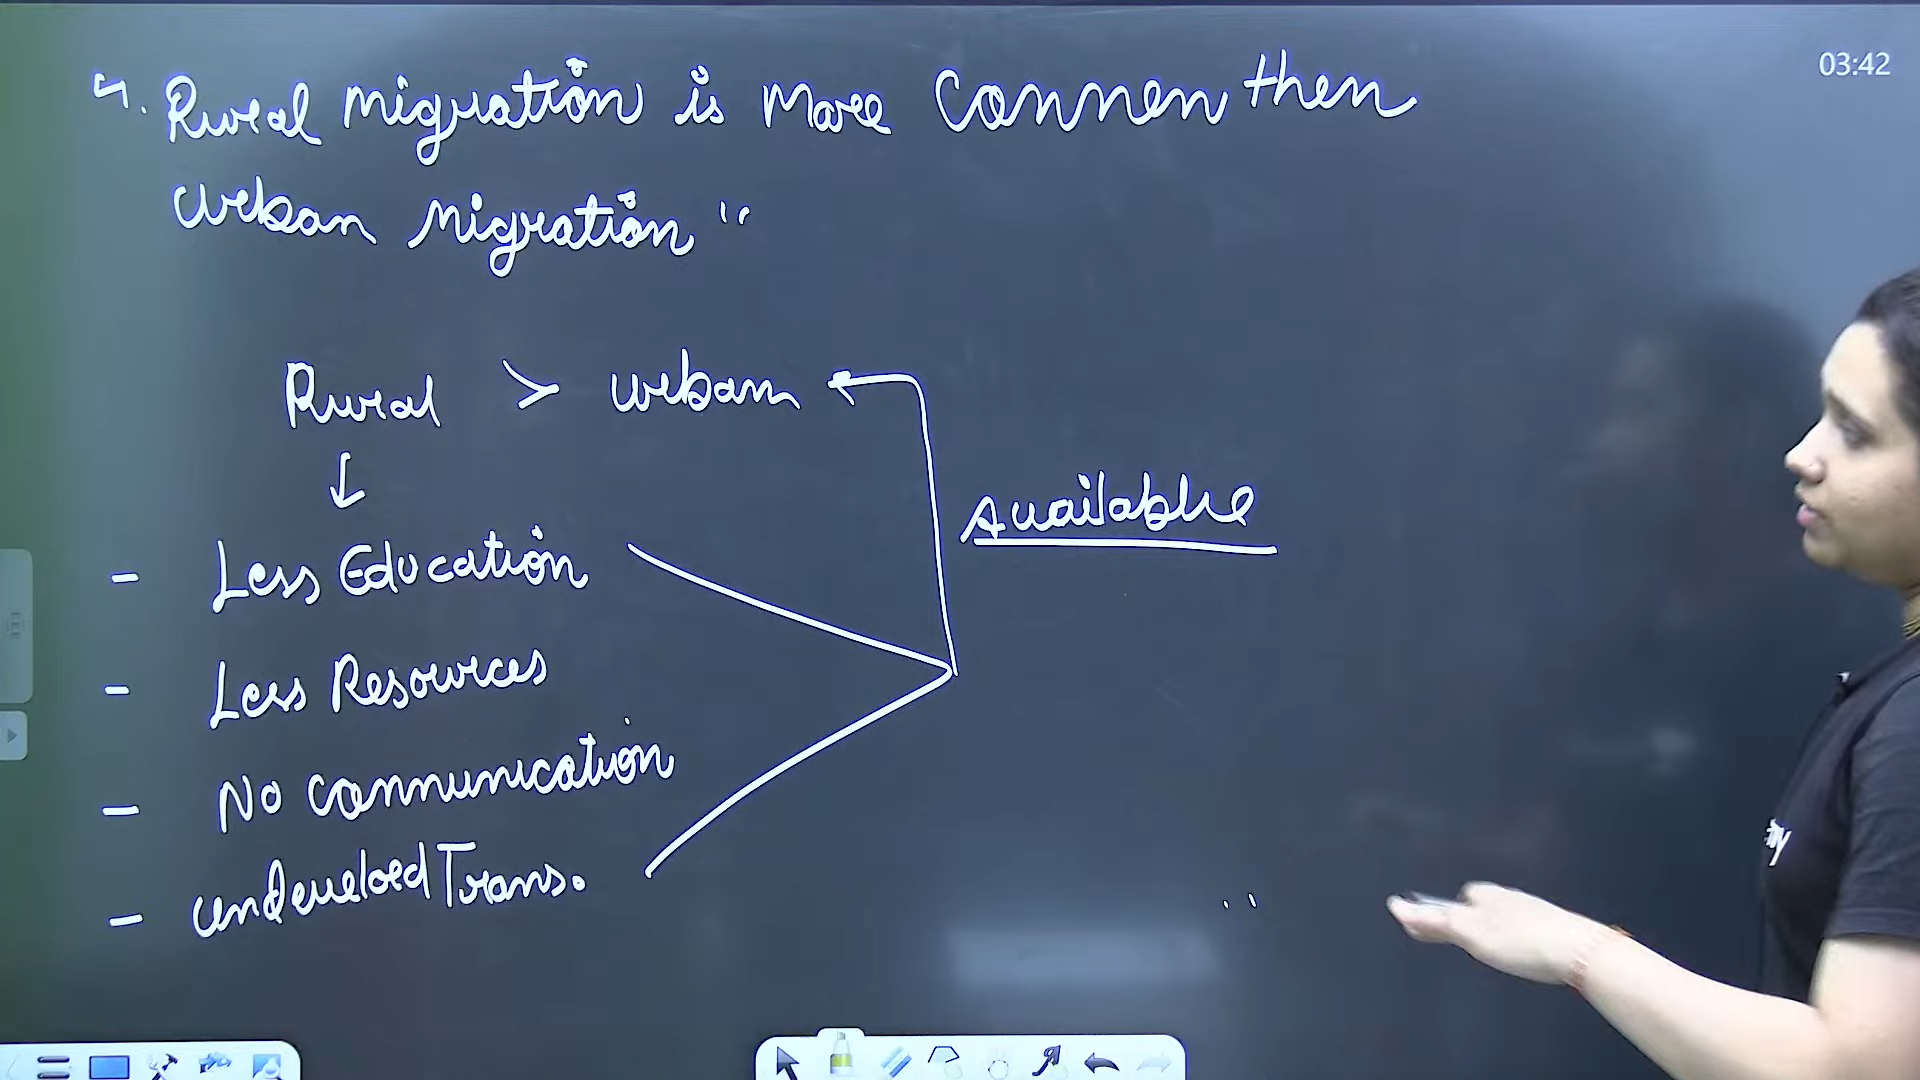 4. Rural migration is More Common then
Urban Migration "
03:42
Rural > Urban
Available
- Less Education
- Less Resources
- No Communication
- undeveloed Trans.